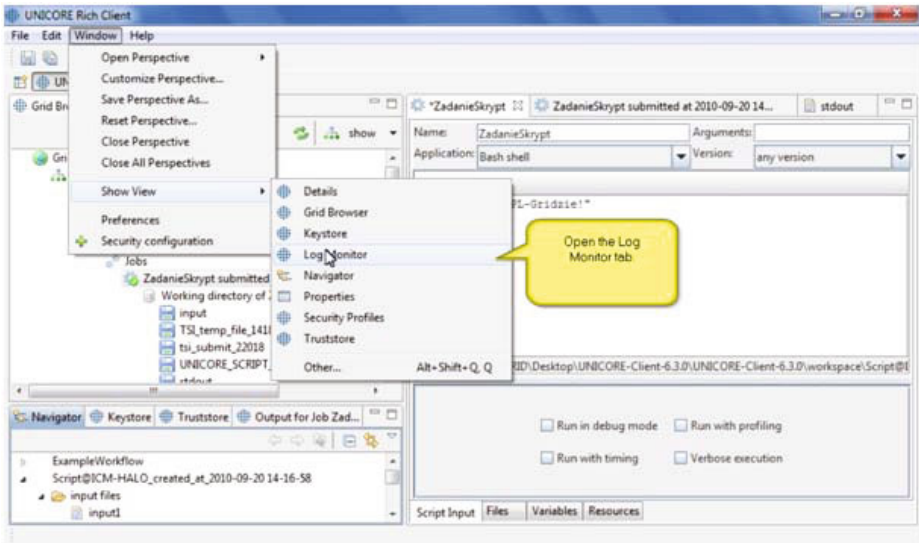 UNICORE Rich Client
File Edit Window Help
Open Perspective
Customize Perspective...
Save Perspective As...
Reset Perspective...
Close Perspective
Close All Perspectives
Show View
Preferences
Security configuration
Details
Grid Browser
Keystore
Log Monitor
Navigator
Properties
Security Profiles
Truststore
Other... Alt+Shift+Q, Q
UN
Grid Br
show
Gri
Jobs
ZadanieSkrypt submitted
Working directory of
input
TSI_temp_file_1418
tsi_submit_22018
UNICORE_SCRIPT_
stdout
*ZadanieSkrypt
ZadanieSkrypt submitted at 2010-09-20 14...
stdout
Name: ZadanieSkrypt Arguments:
Application: Bash shell Version: any version
PL-Gridzie!"
Open the Log
Monitor tab
RID\Desktop\UNICORE-Client-6.3.0\UNICORE-Client-6.3.0\workspace\Script@I
Run in debug mode Run with profiling
Run with timing Verbose execution
Script Input Files Variables Resources
Navigator Keystore Truststore Output for Job Zad...
ExampleWorkflow
Script@ICM-HALO_created_at_2010-09-20 14-16-58
input files
input1